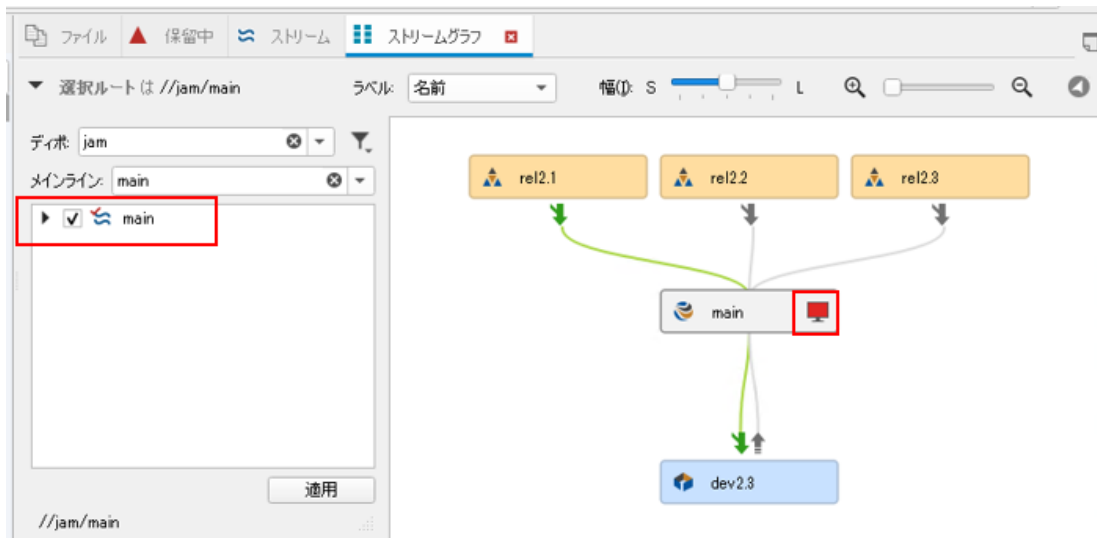 ファイル 保留中 ストリーム ストリームグラフ
選択ルートは //jam/main ラベル: 名前 幅(I): S L
ディポ: jam
メインライン: main
main
適用
//jam/main
rel2.1 rel2.2 rel2.3
main
dev2.3